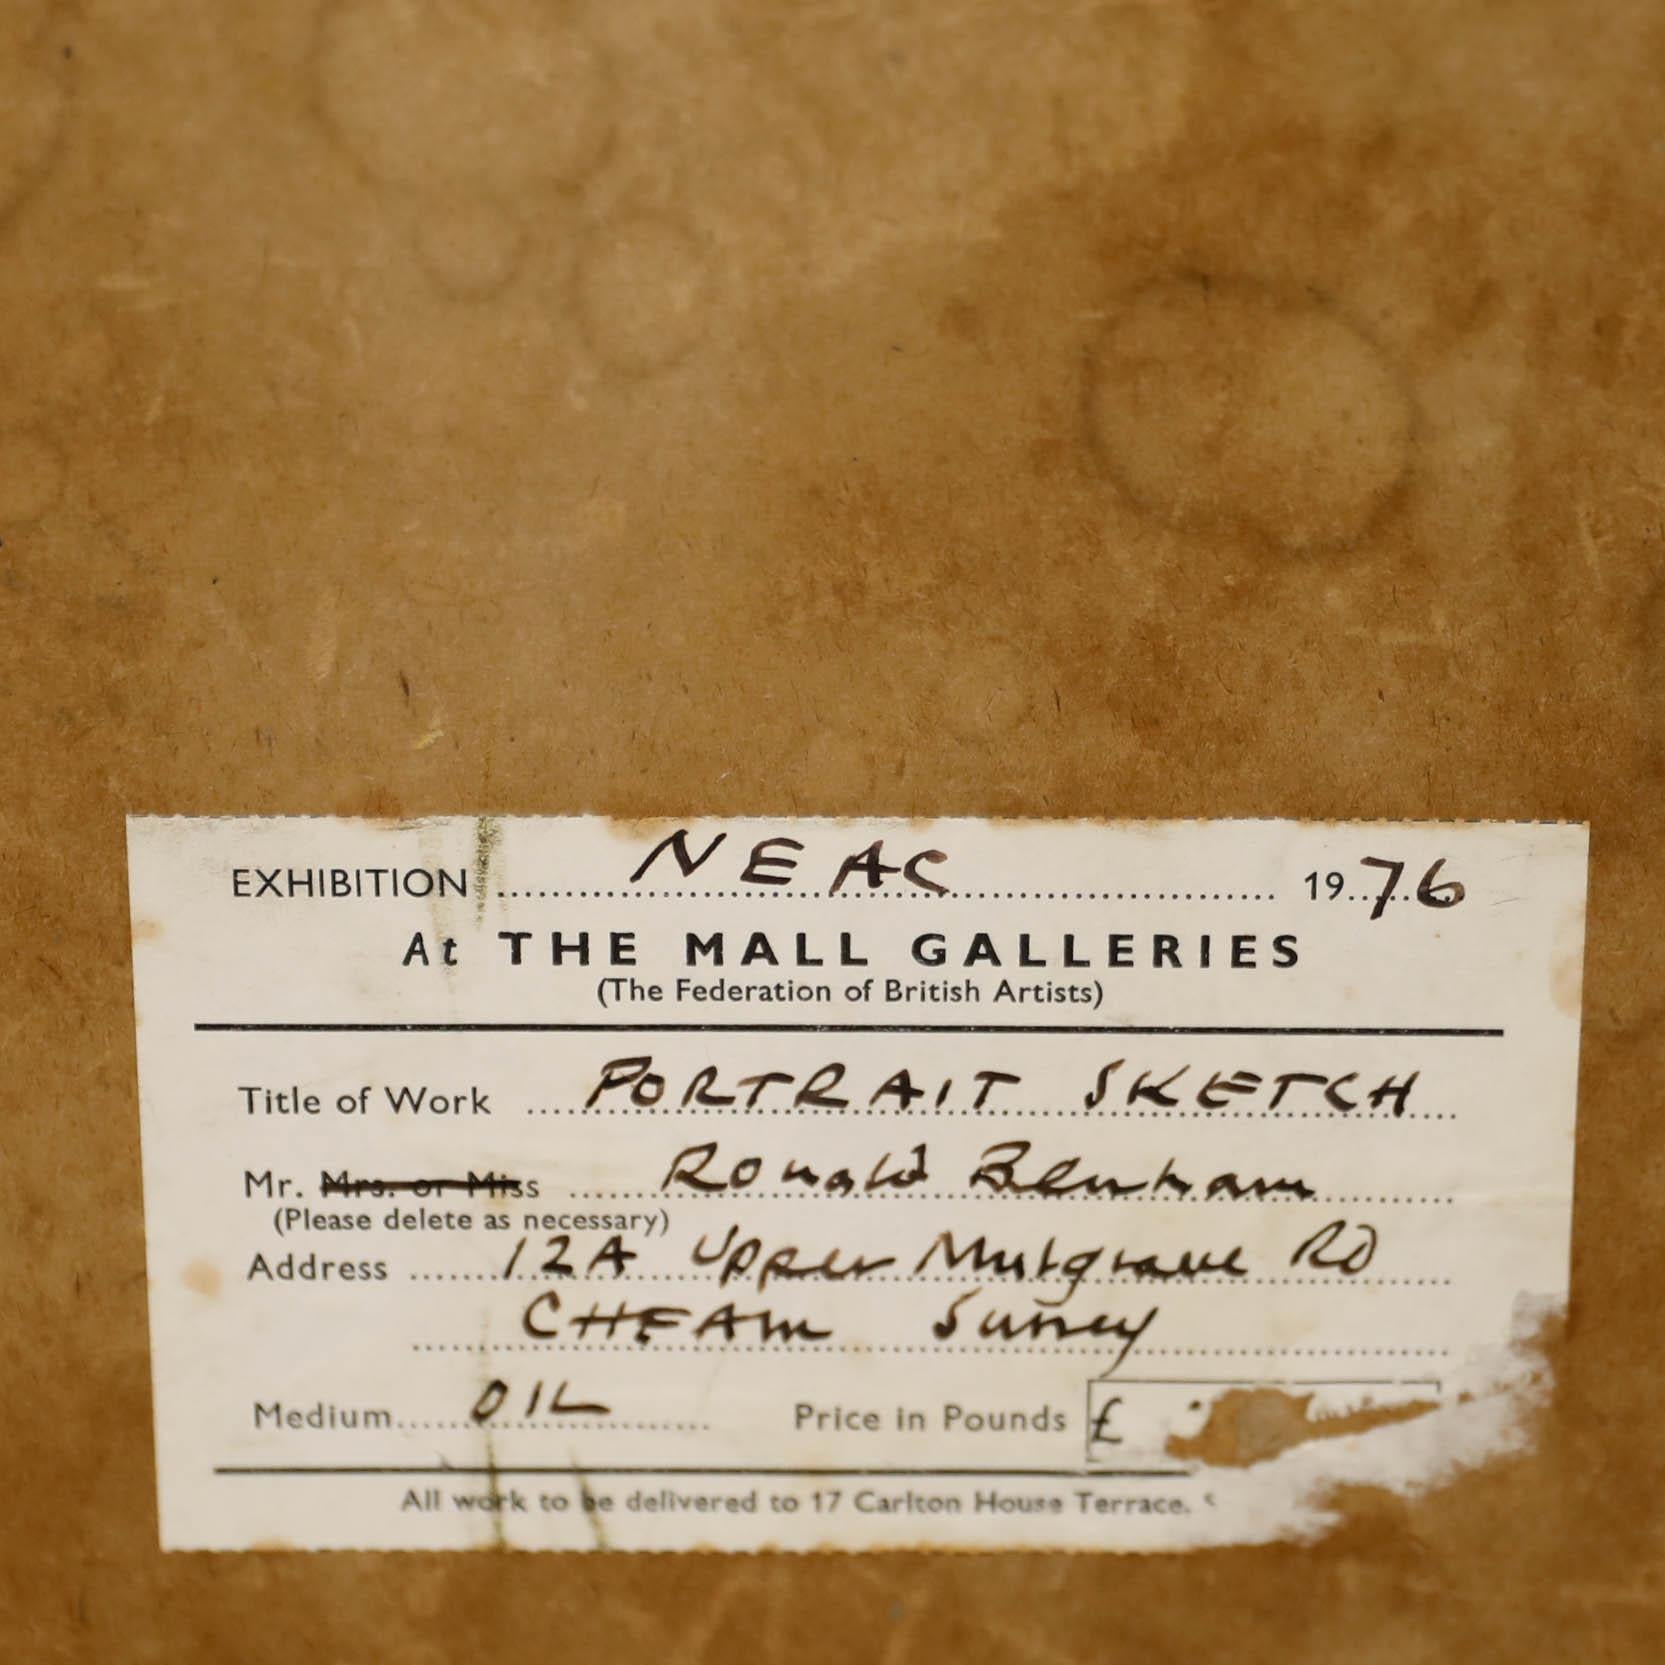 EXHIBITION NEAC 1976
At THE MALL GALLERIES
(The Federation of British Artists)
Title of Work PORTRAIT SKETCH
Mr. Mrs. or Miss Ronald Benham
(Please delete as necessary)
Address 12A Upper Mulgrave RD
CHEAM Surrey
Medium OIL Price in Pounds £
All work to be delivered to 17 Carlton House Terrace.